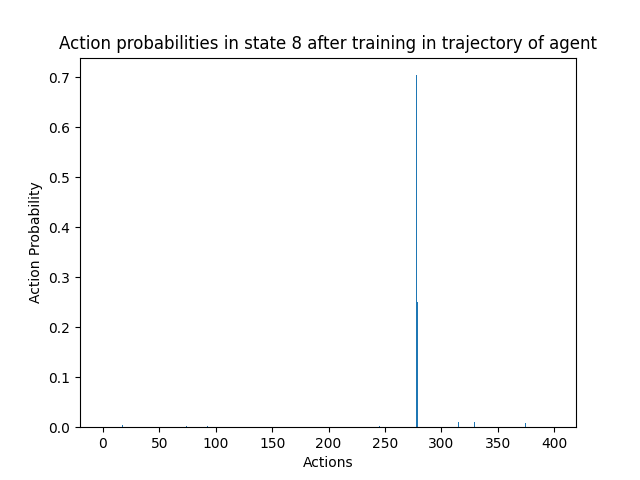 Action probabilities in state 8 after training in trajectory of agent
Action Probability
0.7
0.6
0.5
0.4
0.3
0.2
0.1
0.0
0 50 100 150 200 250 300 350 400
Actions